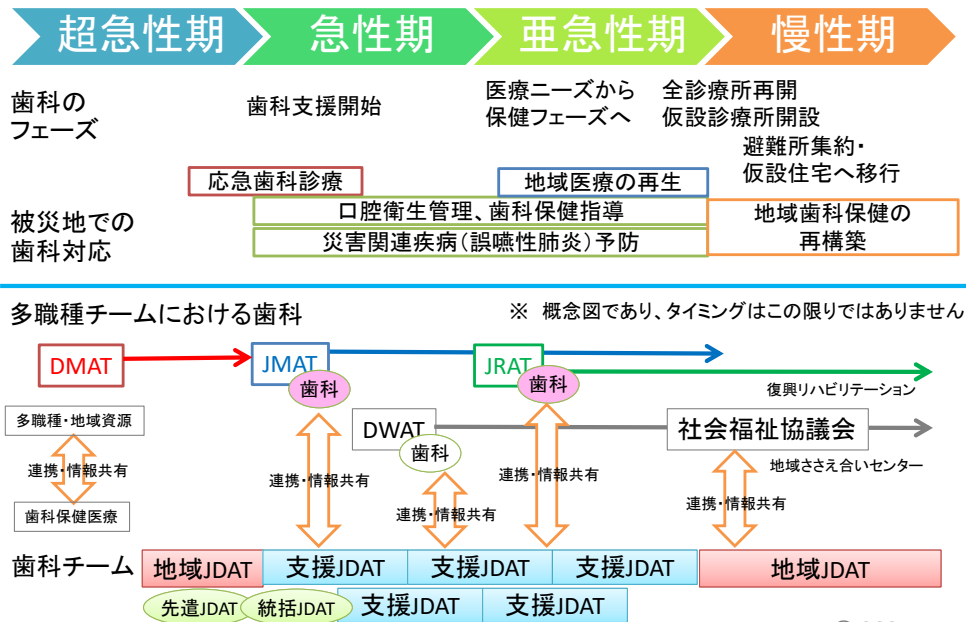 超急性期
急性期
亜急性期
慢性期
歯科の
フェーズ
歯科支援開始
医療ニーズから
保健フェーズへ
全診療所再開
仮設診療所開設
避難所集約・
仮設住宅へ移行
被災地での
歯科対応
応急歯科診療
地域医療の再生
口腔衛生管理、歯科保健指導
災害関連疾病(誤嚥性肺炎)予防
地域歯科保健の
再構築
多職種チームにおける歯科
※ 概念図であり、タイミングはこの限りではありません
DMAT
JMAT
歯科
JRAT
歯科
復興リハビリテーション
多職種・地域資源
連携・情報共有
歯科保健医療
DWAT
歯科
社会福祉協議会
地域ささえ合いセンター
連携・情報共有
連携・情報共有
連携・情報共有
連携・情報共有
歯科チーム
地域JDAT
支援JDAT
支援JDAT
支援JDAT
地域JDAT
先遣JDAT
統括JDAT
支援JDAT
支援JDAT